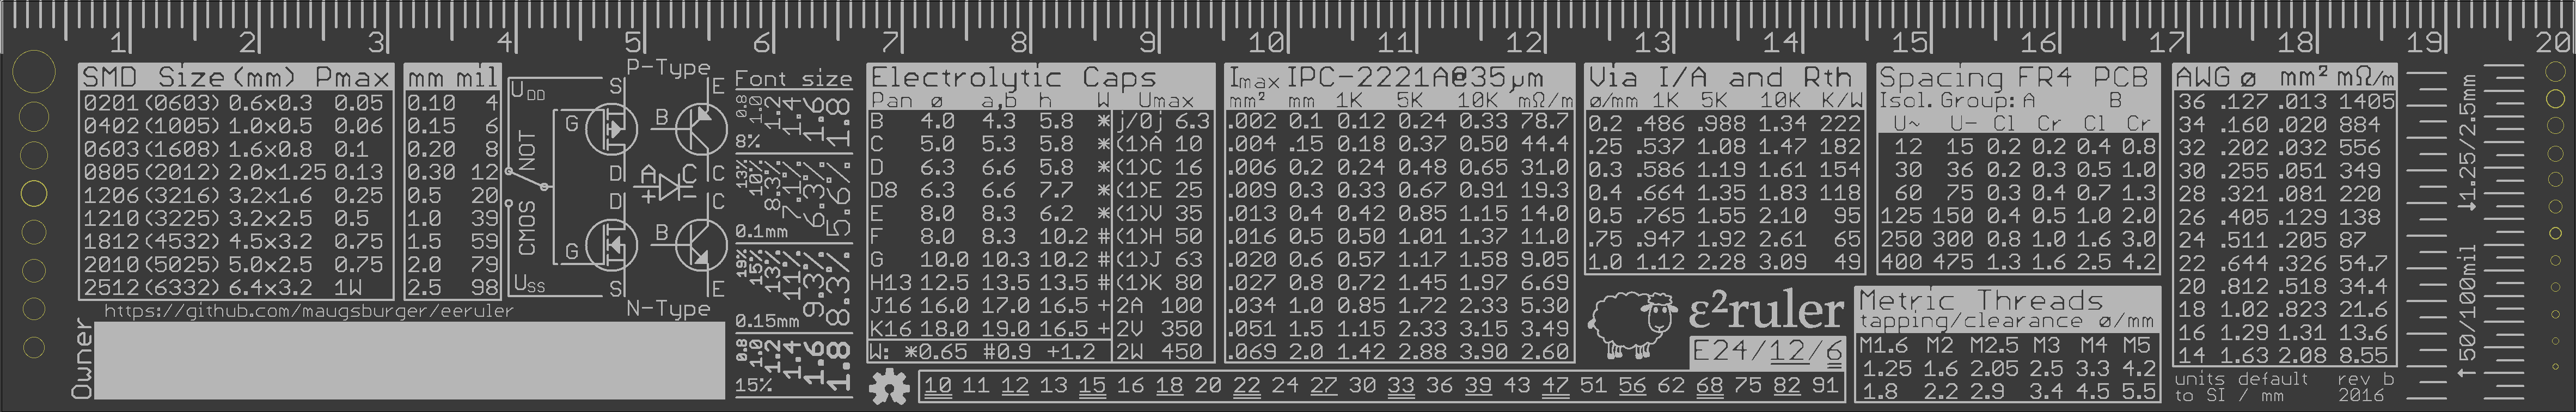 1 2 3 4 5 6 7 8 9 10 11 12 13 14 15 16 17 18 19 20
SMD Size(mm) Pmax
0201(0603) 0.6x0.3 0.05
0402(1005) 1.0x0.5 0.06
0603(1608) 1.6x0.8 0.1
0805(2012) 2.0x1.25 0.13
1206(3216) 3.2x1.6 0.25
1210(3225) 3.2x2.5 0.5
1812(4532) 4.5x3.2 0.75
2010(5025) 5.0x2.5 0.75
2512(6332) 6.4x3.2 1W
https://github.com/maugsburger/eeruler
Owner
mm mil
0.10 4
0.15 6
0.20 8
0.30 12
0.5 20
1.0 39
1.5 59
2.0 79
2.5 98
P-Type
UDD
S E
G B
NOT
D A C C
+ -
CMOS
D C
G B
USS
S E
N-Type
Font size
0.8 1.0 1.2 1.4 1.6 1.8
8%
13% 10% 8.3% 7.1% 6.3% 5.6%
0.1mm
19% 15% 13% 11% 9.3% 8.3%
0.15mm
0.8 1.0 1.2 1.4 1.6 1.8
15%
Electrolytic Caps
Pan ø a,b h W Umax
B 4.0 4.3 5.8 * j/0j 6.3
C 5.0 5.3 5.8 * (1)A 10
D 6.3 6.6 5.8 * (1)C 16
D8 6.3 6.6 7.7 * (1)E 25
E 8.0 8.3 6.2 * (1)V 35
F 8.0 8.3 10.2 # (1)H 50
G 10.0 10.3 10.2 # (1)J 63
H13 12.5 13.5 13.5 # (1)K 80
J16 16.0 17.0 16.5 + 2A 100
K16 18.0 19.0 16.5 + 2V 350
W: *0.65 #0.9 +1.2 2W 450
Imax IPC-2221A@35µm
mm² mm 1K 5K 10K mΩ/m
.002 0.1 0.12 0.24 0.33 78.7
.004 .15 0.18 0.37 0.50 44.4
.006 0.2 0.24 0.48 0.65 31.0
.009 0.3 0.33 0.67 0.91 19.3
.013 0.4 0.42 0.85 1.15 14.0
.016 0.5 0.50 1.01 1.37 11.0
.020 0.6 0.57 1.17 1.58 9.05
.027 0.8 0.72 1.45 1.97 6.69
.034 1.0 0.85 1.72 2.33 5.30
.051 1.5 1.15 2.33 3.15 3.49
.069 2.0 1.42 2.88 3.90 2.60
Via I/A and Rth
ø/mm 1K 5K 10K K/W
0.2 .486 .988 1.34 222
.25 .537 1.08 1.47 182
0.3 .586 1.19 1.61 154
0.4 .664 1.35 1.83 118
0.5 .765 1.55 2.10 95
.75 .947 1.92 2.61 65
1.0 1.12 2.28 3.09 49
ε²ruler
E24/12/6
10 11 12 13 15 16 18 20 22 24 27 30 33 36 39 43 47 51 56 62 68 75 82 91
Spacing FR4 PCB
Isol. Group: A B
U~ U- Cl Cr Cl Cr
12 15 0.2 0.2 0.4 0.8
30 36 0.2 0.3 0.5 1.0
60 75 0.3 0.4 0.7 1.3
125 150 0.4 0.5 1.0 2.0
250 300 0.8 1.0 1.6 3.0
400 475 1.3 1.6 2.5 4.2
Metric Threads
tapping/clearance ø/mm
M1.6 M2 M2.5 M3 M4 M5
1.25 1.6 2.05 2.5 3.3 4.2
1.8 2.2 2.9 3.4 4.5 5.5
AWG ø mm² mΩ/m
36 .127 .013 1405
34 .160 .020 884
32 .202 .032 556
30 .255 .051 349
28 .321 .081 220
26 .405 .129 138
24 .511 .205 87
22 .644 .326 54.7
20 .812 .518 34.4
18 1.02 .823 21.6
16 1.29 1.31 13.6
14 1.63 2.08 8.55
units default rev b
to SI / mm 2016
↑50/100mil ↓1.25/2.5mm